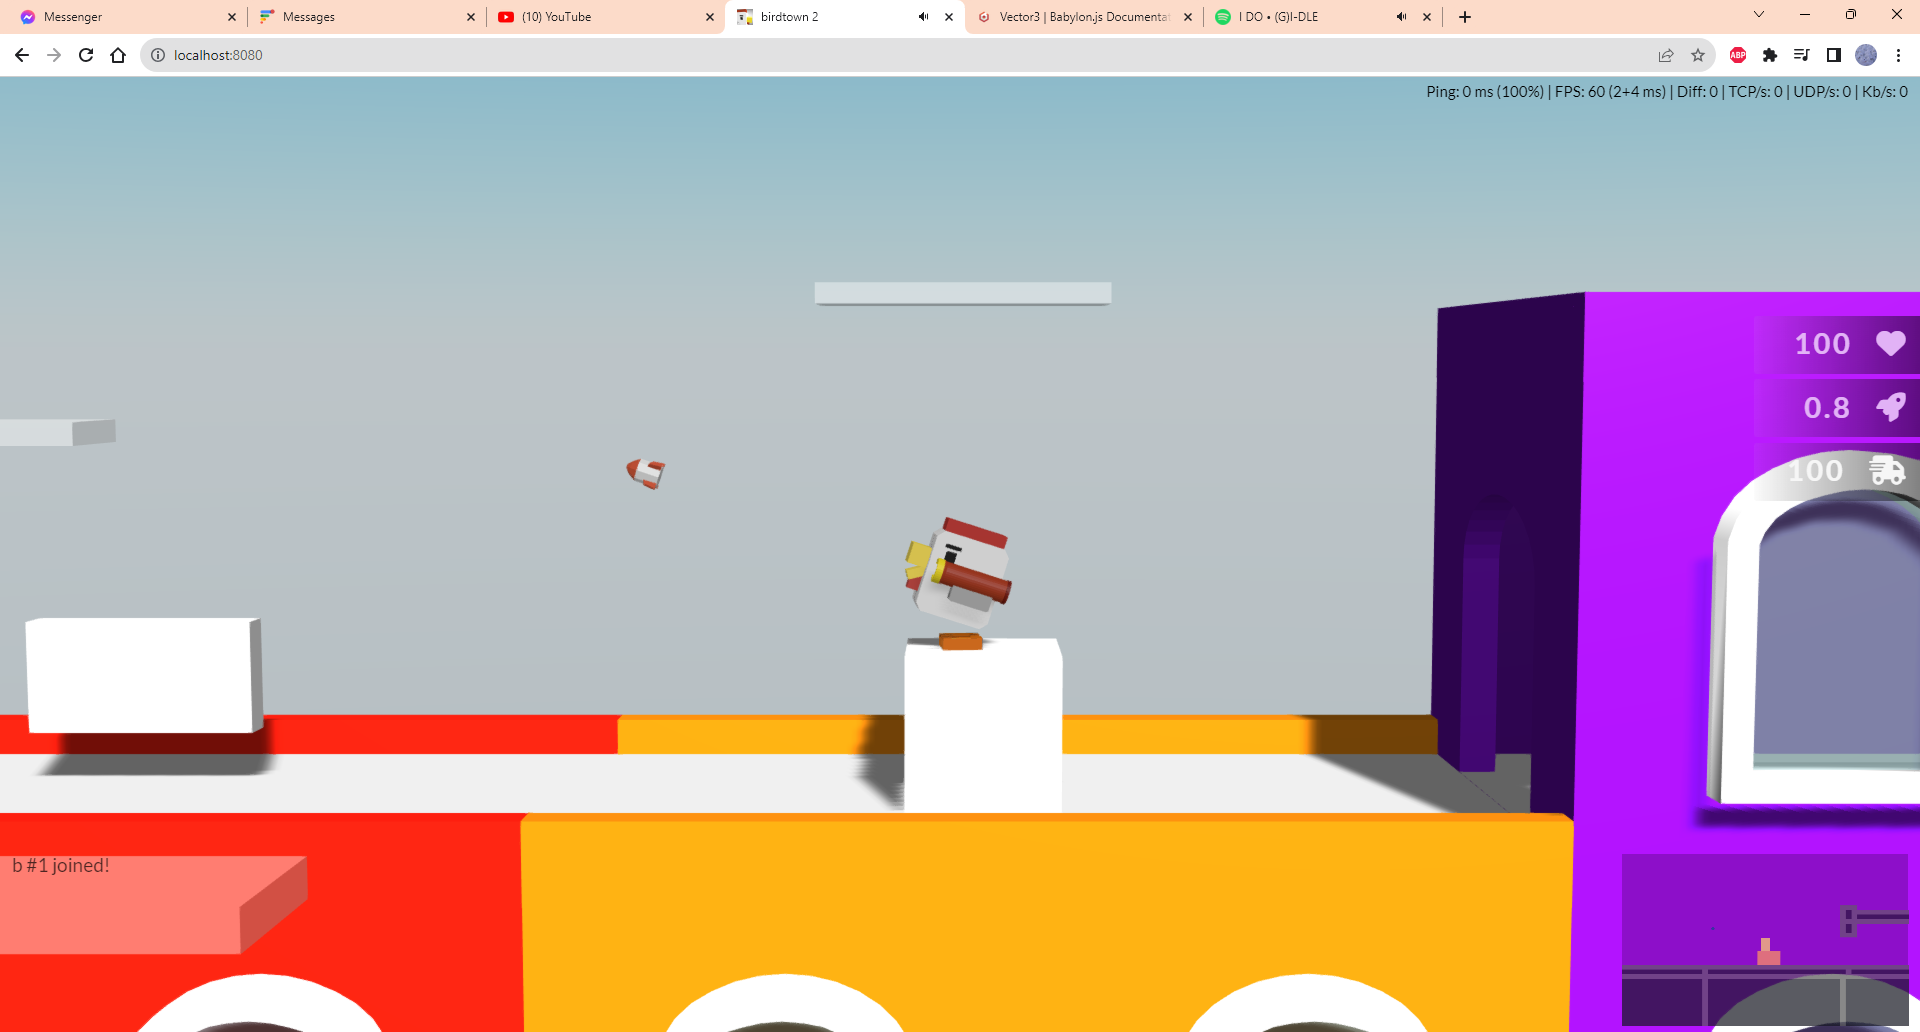 Messenger
Messages
(10) YouTube
birdtown 2
Vector3 | Babylon.js Documenta
I DO • (G)I-DLE
localhost:8080
ABP
Ping: 0 ms (100%) | FPS: 60 (2+4 ms) | Diff: 0 | TCP/s: 0 | UDP/s: 0 | Kb/s: 0
100
0.8
100
b #1 joined!